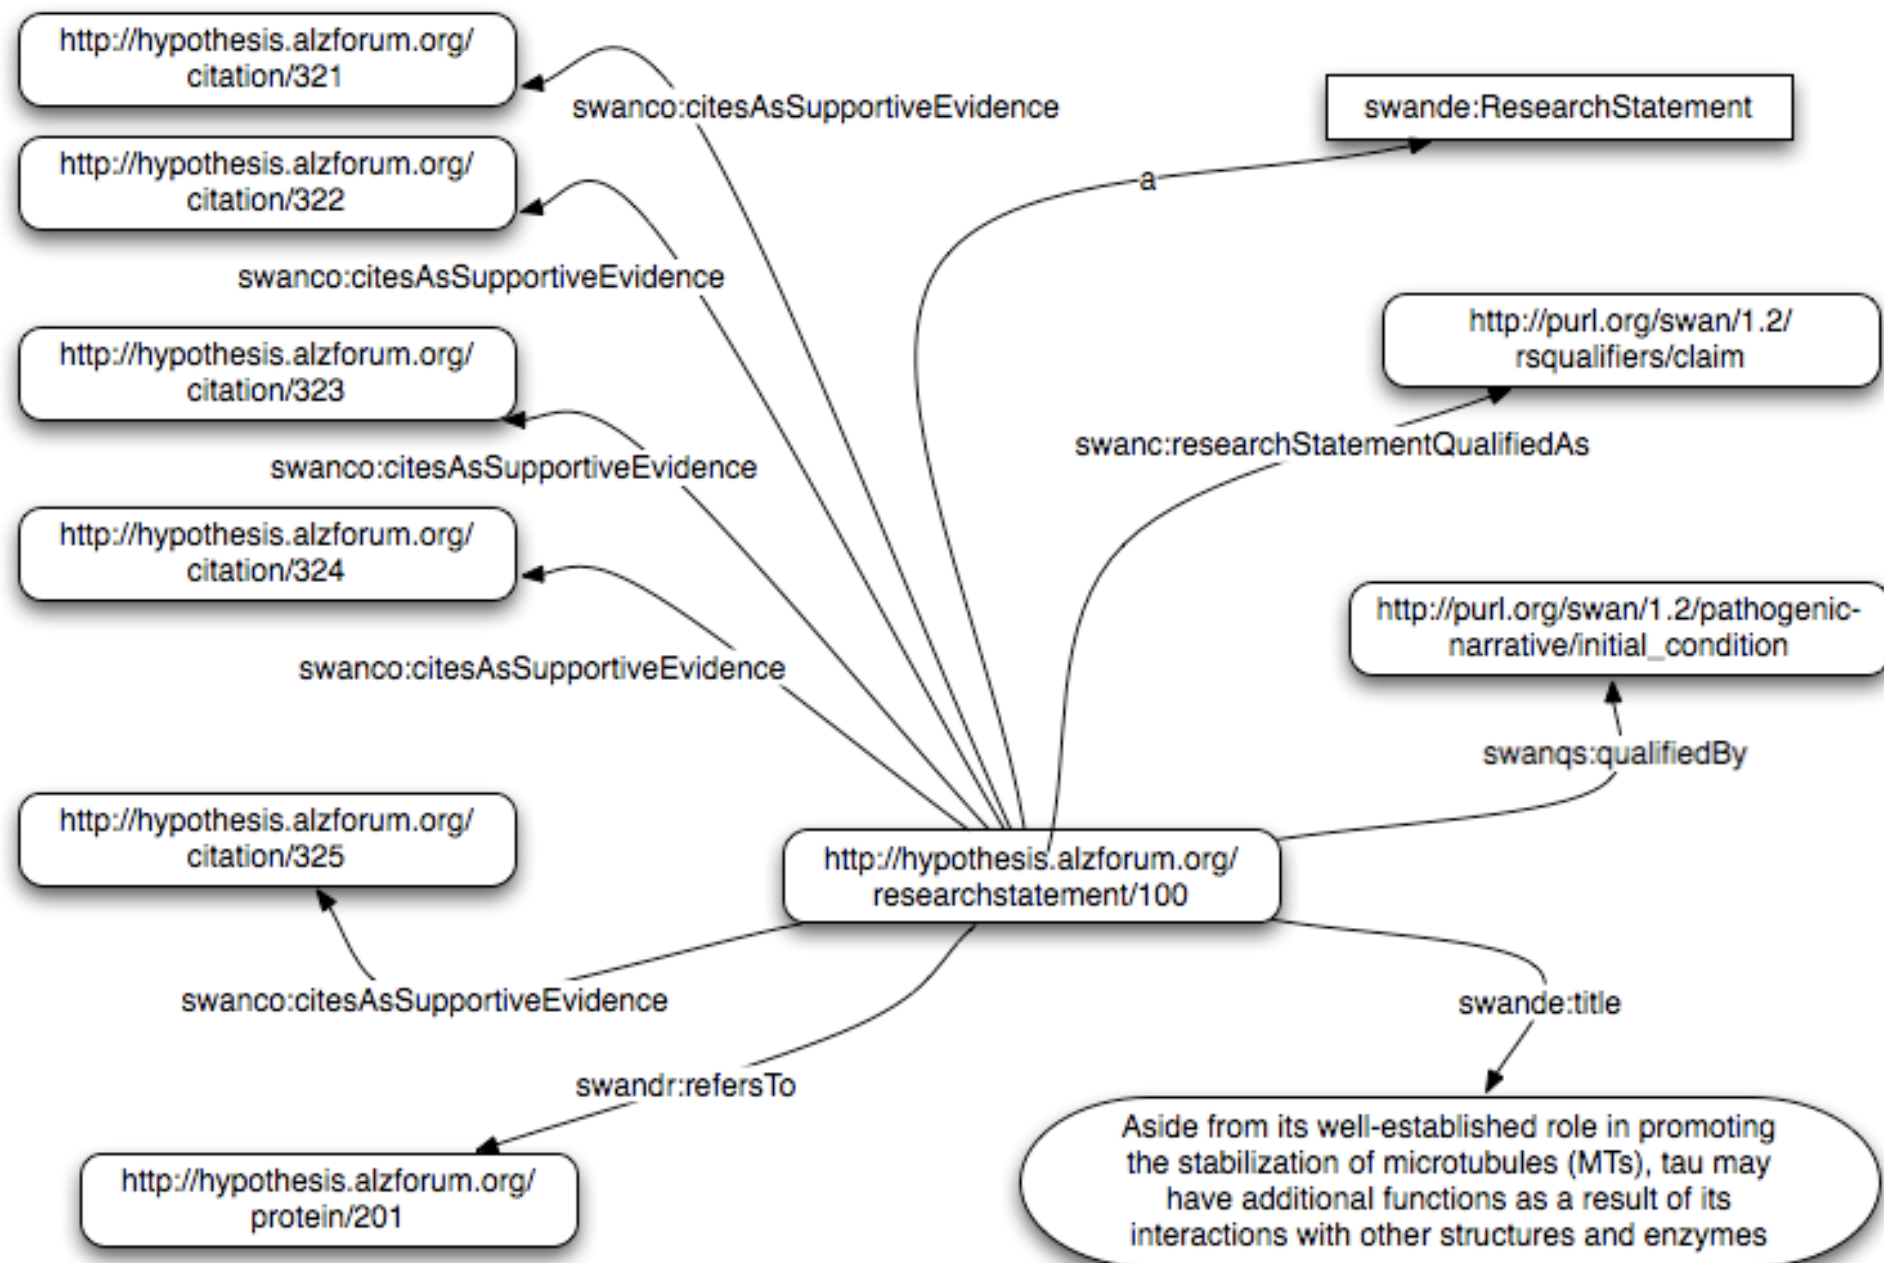 http://hypothesis.alzforum.org/
citation/321
swanco:citesAsSupportiveEvidence
swande:ResearchStatement
http://hypothesis.alzforum.org/
citation/322
a
swanco:citesAsSupportiveEvidence
http://purl.org/swan/1.2/
rsqualifiers/claim
http://hypothesis.alzforum.org/
citation/323
swanc:researchStatementQualifiedAs
swanco:citesAsSupportiveEvidence
http://hypothesis.alzforum.org/
citation/324
http://purl.org/swan/1.2/pathogenic-
narrative/initial_condition
swanco:citesAsSupportiveEvidence
swanqs:qualifiedBy
http://hypothesis.alzforum.org/
citation/325
http://hypothesis.alzforum.org/
researchstatement/100
swanco:citesAsSupportiveEvidence
swande:title
swandr:refersTo
http://hypothesis.alzforum.org/
protein/201
Aside from its well-established role in promoting
the stabilization of microtubules (MTs), tau may
have additional functions as a result of its
interactions with other structures and enzymes